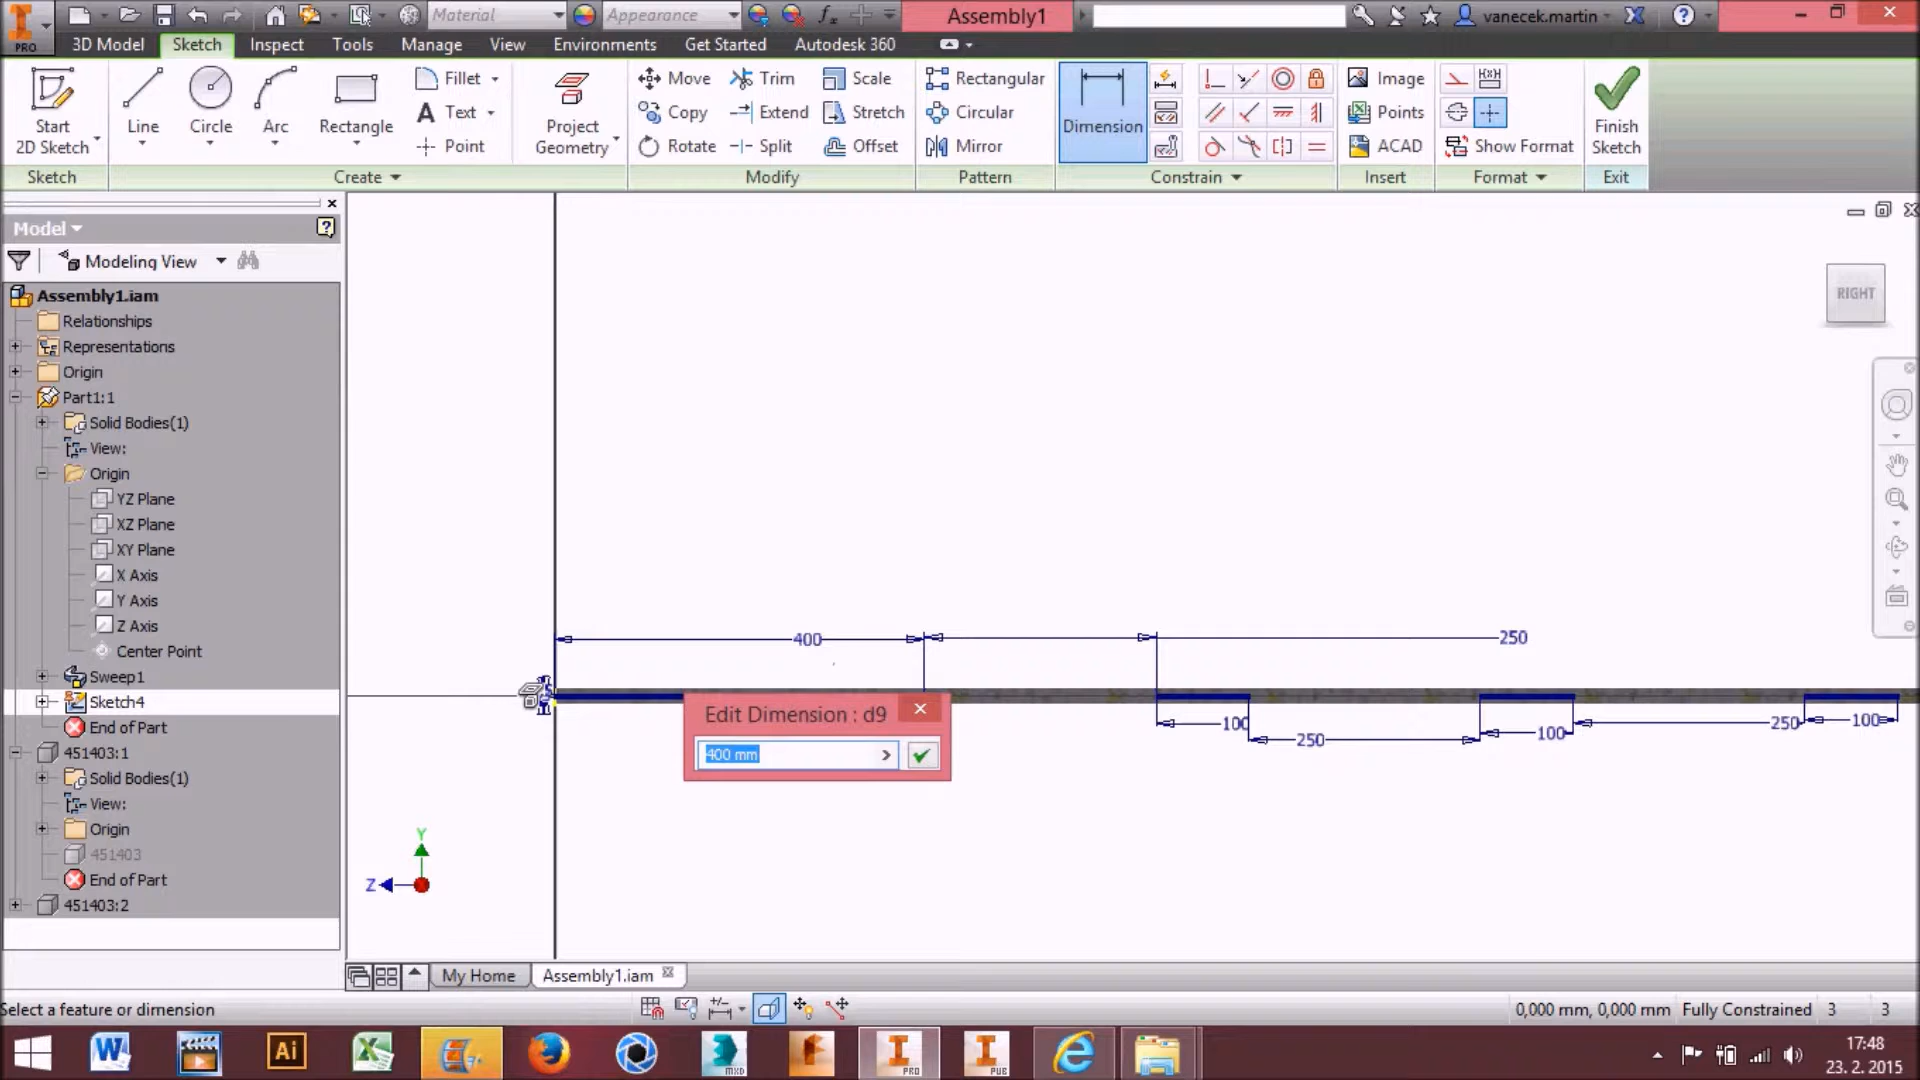 PRO
Material
Appearance
Assembly1
vanecek.martin
3D Model Sketch Inspect Tools Manage View Environments Get Started Autodesk 360
Start
2D Sketch
Line
Circle
Arc
Rectangle
Fillet
Text
Point
Project
Geometry
Move
Copy
Rotate
Trim
Extend
Split
Scale
Stretch
Offset
Rectangular
Circular
Mirror
Dimension
Image
Points
ACAD
Show Format
Finish
Sketch
Sketch Create Modify Pattern Constrain Insert Format Exit
Model
Modeling View
Assembly1.iam
Relationships
Representations
Origin
Part1:1
Solid Bodies(1)
View:
Origin
YZ Plane
XZ Plane
XY Plane
X Axis
Y Axis
Z Axis
Center Point
Sweep1
Sketch4
End of Part
451403:1
Solid Bodies(1)
View:
Origin
451403
End of Part
451403:2
RIGHT
400
250
100
250
100
250
100
Edit Dimension : d9
400 mm
Y
Z
My Home Assembly1.iam
Select a feature or dimension
0,000 mm, 0,000 mm Fully Constrained 3 3
Ai
MXD
PRO
PUB
17:48
23. 2. 2015